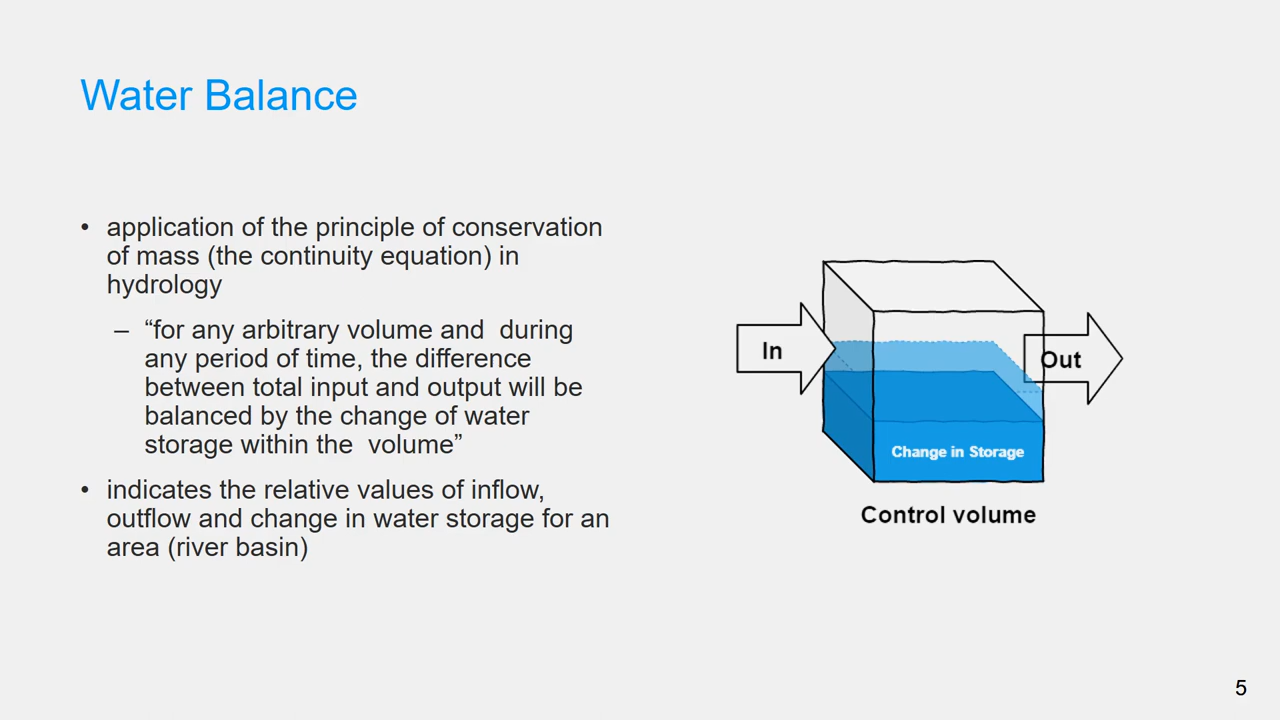 Water Balance
• application of the principle of conservation
of mass (the continuity equation) in
hydrology
– “for any arbitrary volume and  during
any period of time, the difference
between total input and output will be
balanced by the change of water
storage within the  volume”
• indicates the relative values of inflow,
outflow and change in water storage for an
area (river basin)
In
Out
Change in Storage
Control volume
5